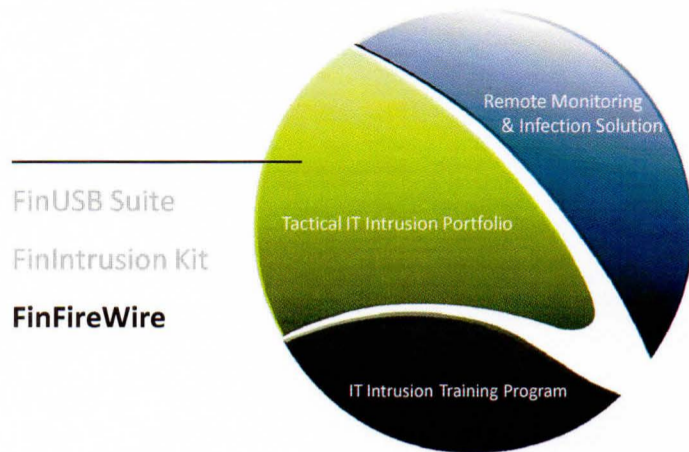 Remote Monitoring
& Infection Solution
FinUSB Suite
Tactical IT Intrusion Portfolio
FinIntrusion Kit
FinFireWire
IT Intrusion Training Program